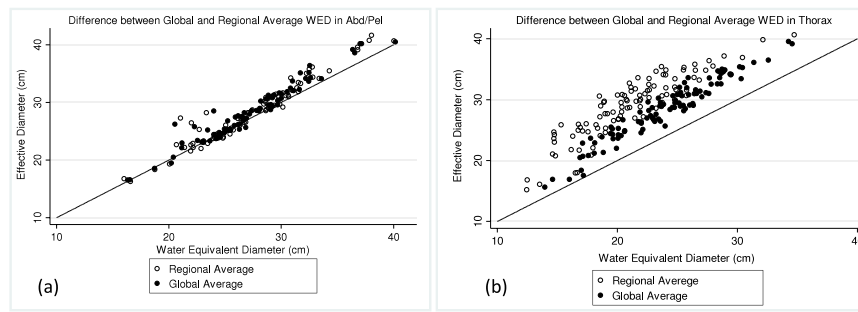 Difference between Global and Regional Average WED in Abd/Pel
Effective Diameter (cm)
40
30
20
10
10
20
30
40
Water Equivalent Diameter (cm)
Regional Average
Global Average
(a)
Difference between Global and Regional Average WED in Thorax
Effective Diameter (cm)
40
30
20
10
10
20
30
4
Water Equivalent Diameter (cm)
Regional Averege
Global Average
(b)